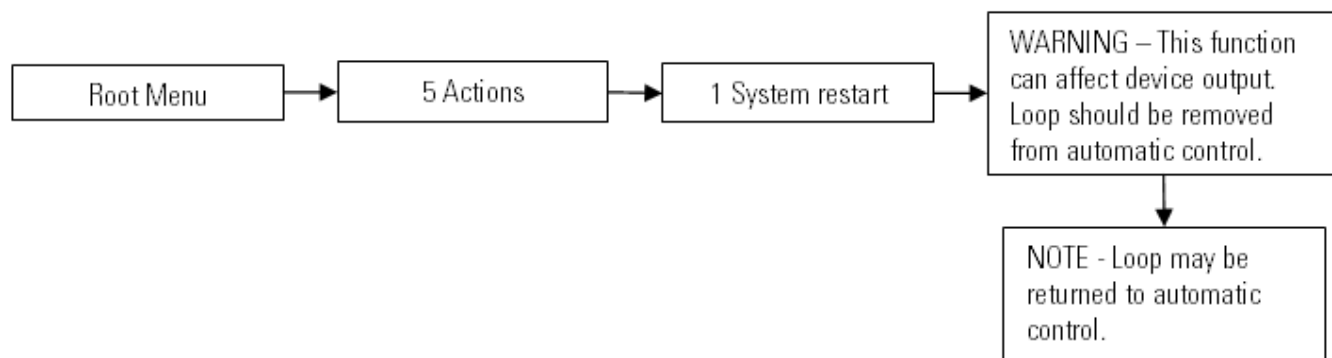 Root Menu
5 Actions
1 System restart
WARNING – This function
can affect device output.
Loop should be removed
from automatic control.
NOTE - Loop may be
returned to automatic
control.